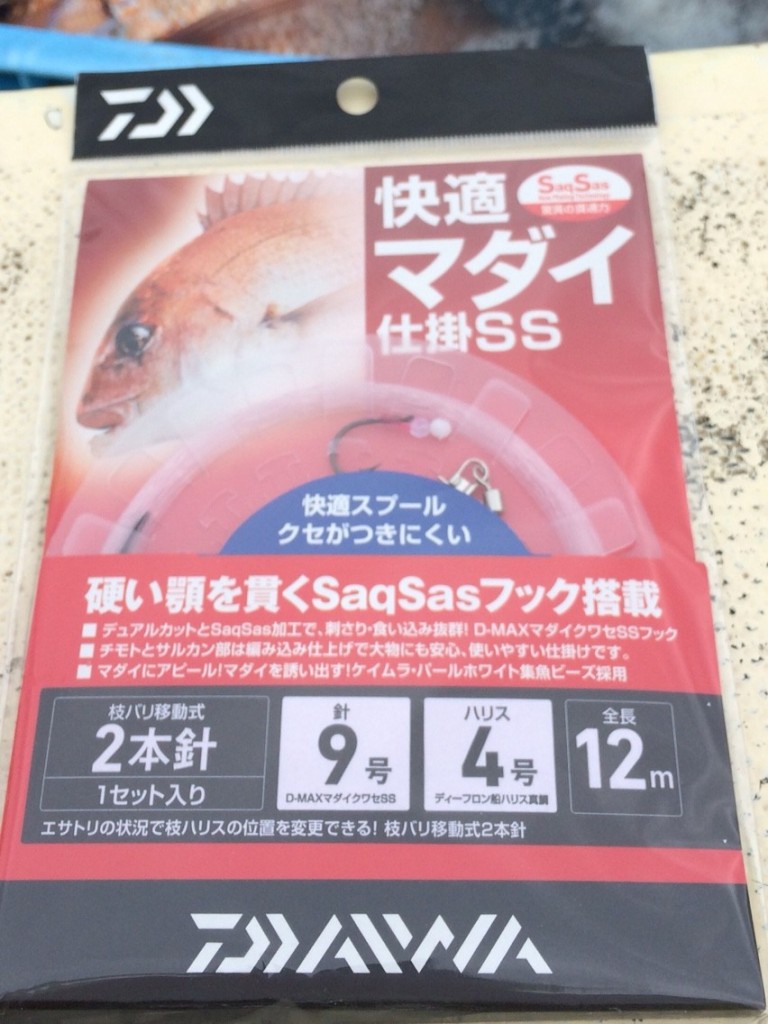 快適
マダイ
仕掛SS
SaqSas
快適スプール
クセがつきにくい
硬い顎を貫くSaqSasフック搭載
■ デュアルカットとSaqSas加工で、刺さり・食い込み抜群! D-MAXマダイクワセSSフック
■ チモトとサルカン部は編み込み仕上げで大物にも安心、使いやすい仕掛けです。
■ マダイにアピール!マダイを誘い出す!ケイムラ・パールホワイト集魚ビーズ採用
枝バリ移動式
2本針
1セット入り
針
9号
D-MAXマダイクワセSS
ハリス
4号
ディーフロン船ハリス真鯛
全長
12m
エサトリの状況で枝ハリスの位置を変更できる! 枝バリ移動式2本針
DAIWA